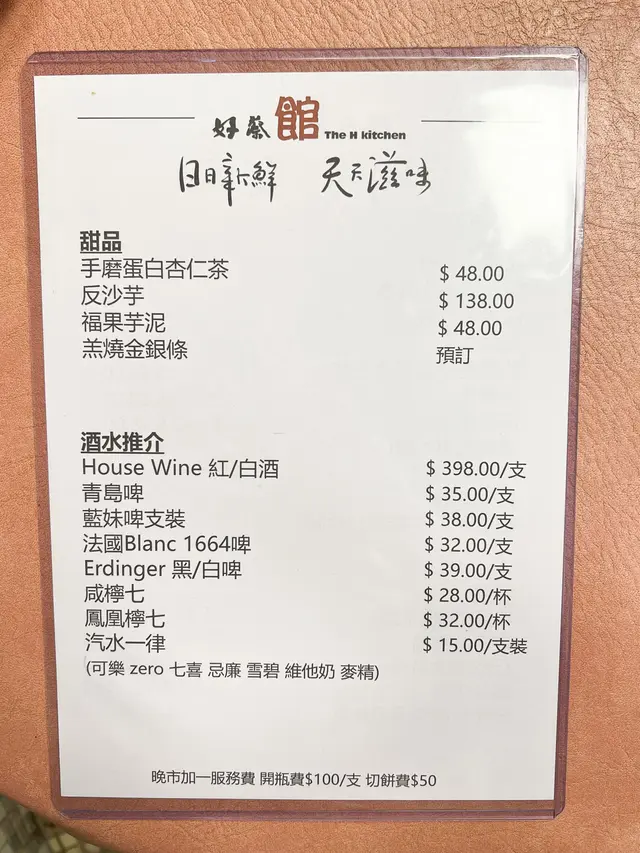 好蔡館 The H kitchen
日日新鮮 天天滋味
甜品
手磨蛋白杏仁茶 $ 48.00
反沙芋 $ 138.00
福果芋泥 $ 48.00
羔燒金銀條 預訂
酒水推介
House Wine 紅/白酒 $ 398.00/支
青島啤 $ 35.00/支
藍妹啤支裝 $ 38.00/支
法國Blanc 1664啤 $ 32.00/支
Erdinger 黑/白啤 $ 39.00/支
咸檸七 $ 28.00/杯
鳳凰檸七 $ 32.00/杯
汽水一律 $ 15.00/支裝
(可樂 zero 七喜 忌廉 雪碧 維他奶 麥精)
晚市加一服務費 開瓶費$100/支 切餅費$50